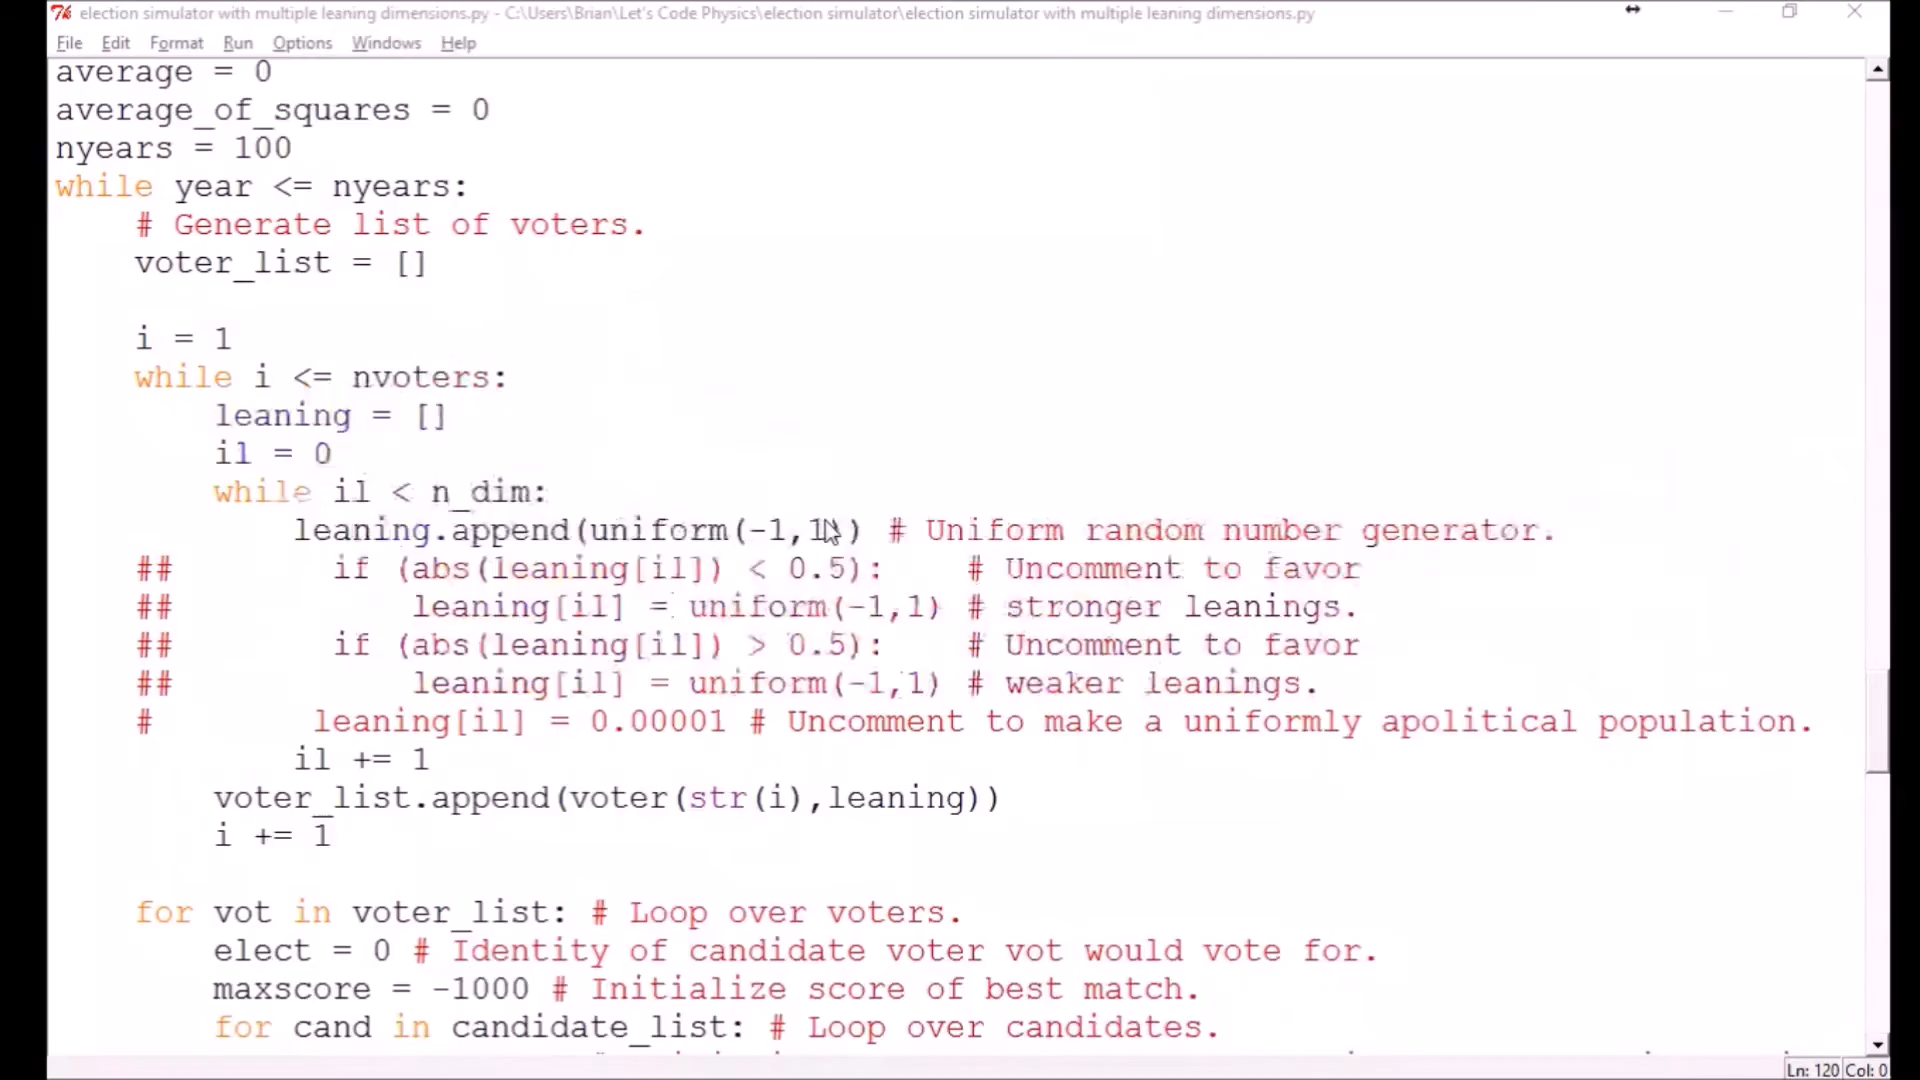 election simulator with multiple leaning dimensions.py - C:\Users\Brian\Let's Code Physics\election simulator\election simulator with multiple leaning dimensions.py
File Edit Format Run Options Windows Help
average = 0
average_of_squares = 0
nyears = 100
while year <= nyears:
# Generate list of voters.
voter_list = []
i = 1
while i <= nvoters:
leaning = []
il = 0
while il < n_dim:
leaning.append(uniform(-1,1)) # Uniform random number generator.
## if (abs(leaning[il]) < 0.5): # Uncomment to favor
## leaning[il] = uniform(-1,1) # stronger leanings.
## if (abs(leaning[il]) > 0.5): # Uncomment to favor
## leaning[il] = uniform(-1,1) # weaker leanings.
# leaning[il] = 0.00001 # Uncomment to make a uniformly apolitical population.
il += 1
voter_list.append(voter(str(i),leaning))
i += 1
for vot in voter_list: # Loop over voters.
elect = 0 # Identity of candidate voter vot would vote for.
maxscore = -1000 # Initialize score of best match.
for cand in candidate_list: # Loop over candidates.
Ln: 120 Col: 0